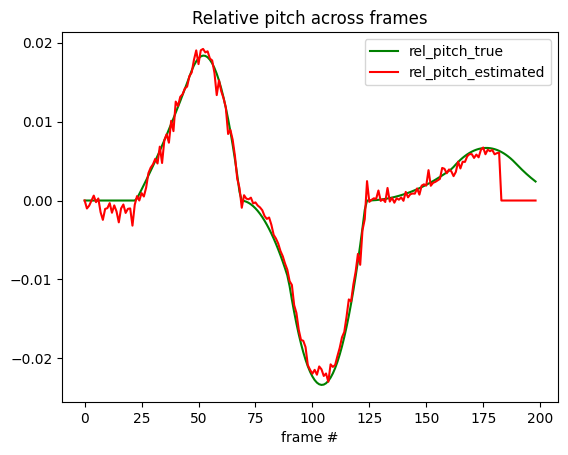 Relative pitch across frames
rel_pitch_true
rel_pitch_estimated
0.02
0.01
0.00
−0.01
−0.02
0 25 50 75 100 125 150 175 200
frame #